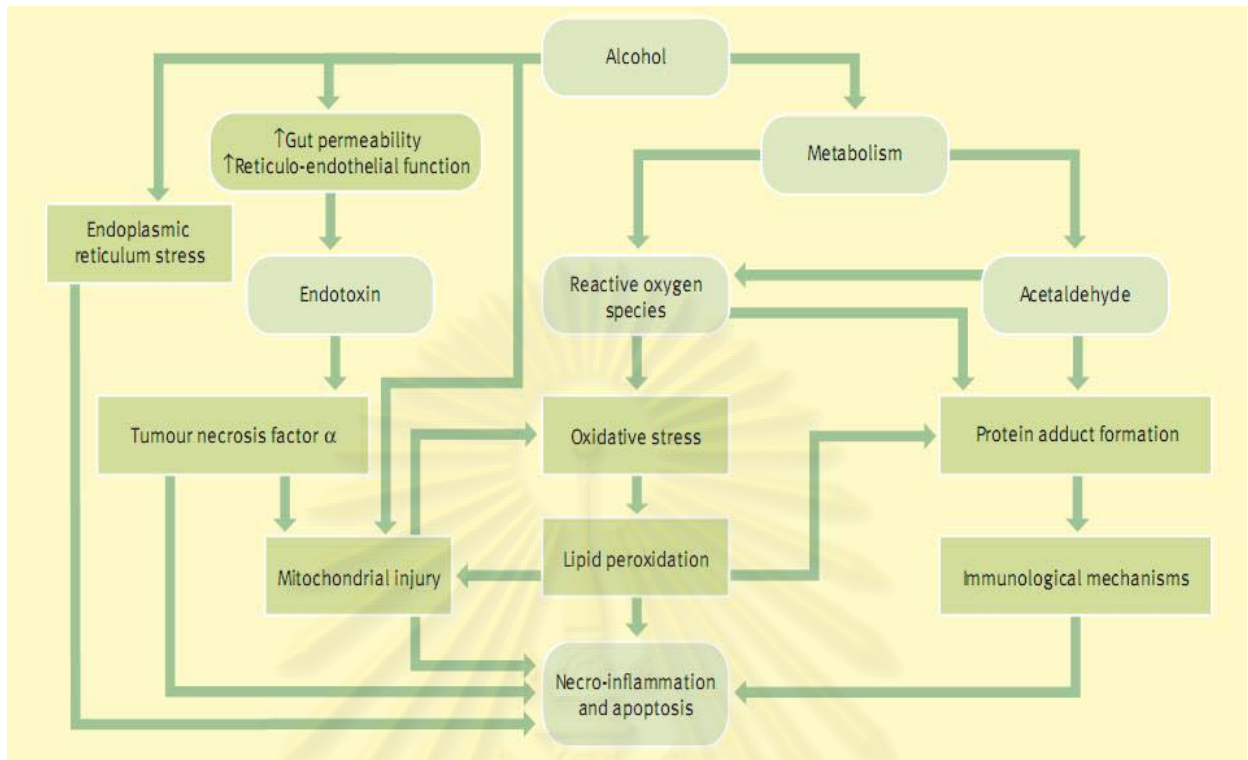 Alcohol
↑Gut permeability
↑Reticulo-endothelial function
Metabolism
Endoplasmic
reticulum stress
Endotoxin
Reactive oxygen
species
Acetaldehyde
Tumour necrosis factor α
Oxidative stress
Protein adduct formation
Mitochondrial injury
Lipid peroxidation
Immunological mechanisms
Necro-inflammation
and apoptosis